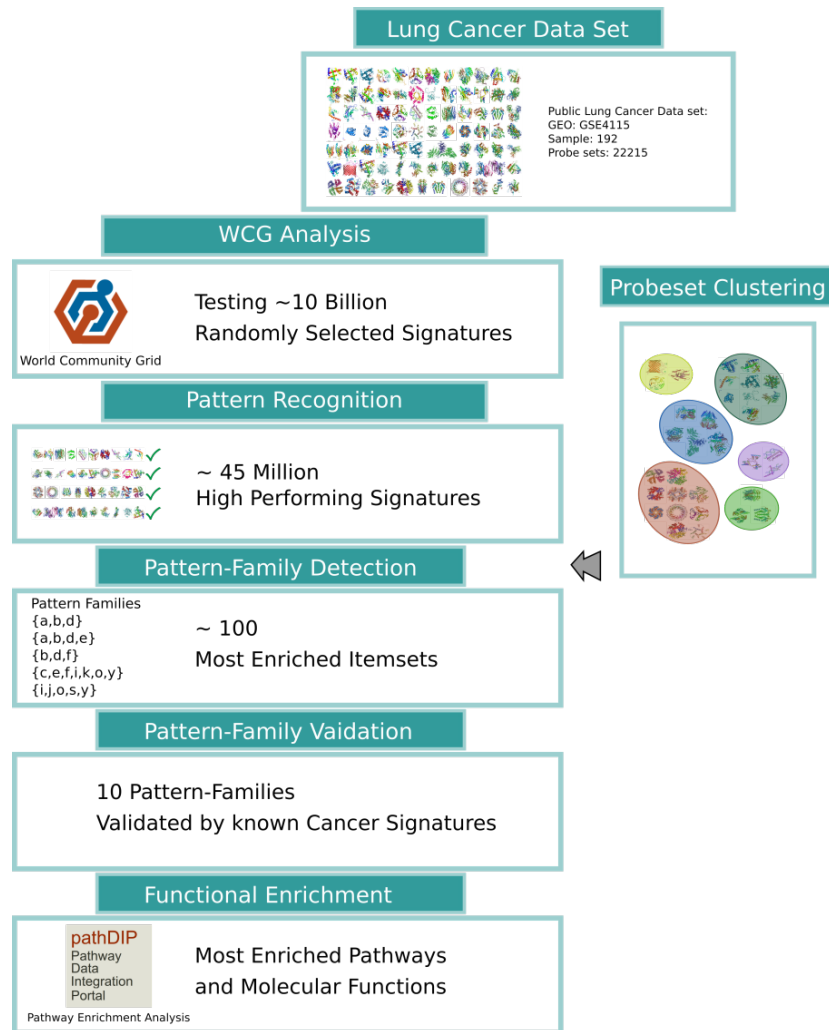 Lung Cancer Data Set
Public Lung Cancer Data set:
GEO: GSE4115
Sample: 192
Probe sets: 22215
WCG Analysis
World Community Grid
Testing ~10 Billion
Randomly Selected Signatures
Probeset Clustering
Pattern Recognition
~ 45 Million
High Performing Signatures
Pattern-Family Detection
Pattern Families
{a,b,d}
{a,b,d,e}
{b,d,f}
{c,e,f,i,k,o,y}
{i,j,o,s,y}
~ 100
Most Enriched Itemsets
Pattern-Family Vaidation
10 Pattern-Families
Validated by known Cancer Signatures
Functional Enrichment
pathDIP
Pathway
Data
Integration
Portal
Pathway Enrichment Analysis
Most Enriched Pathways
and Molecular Functions